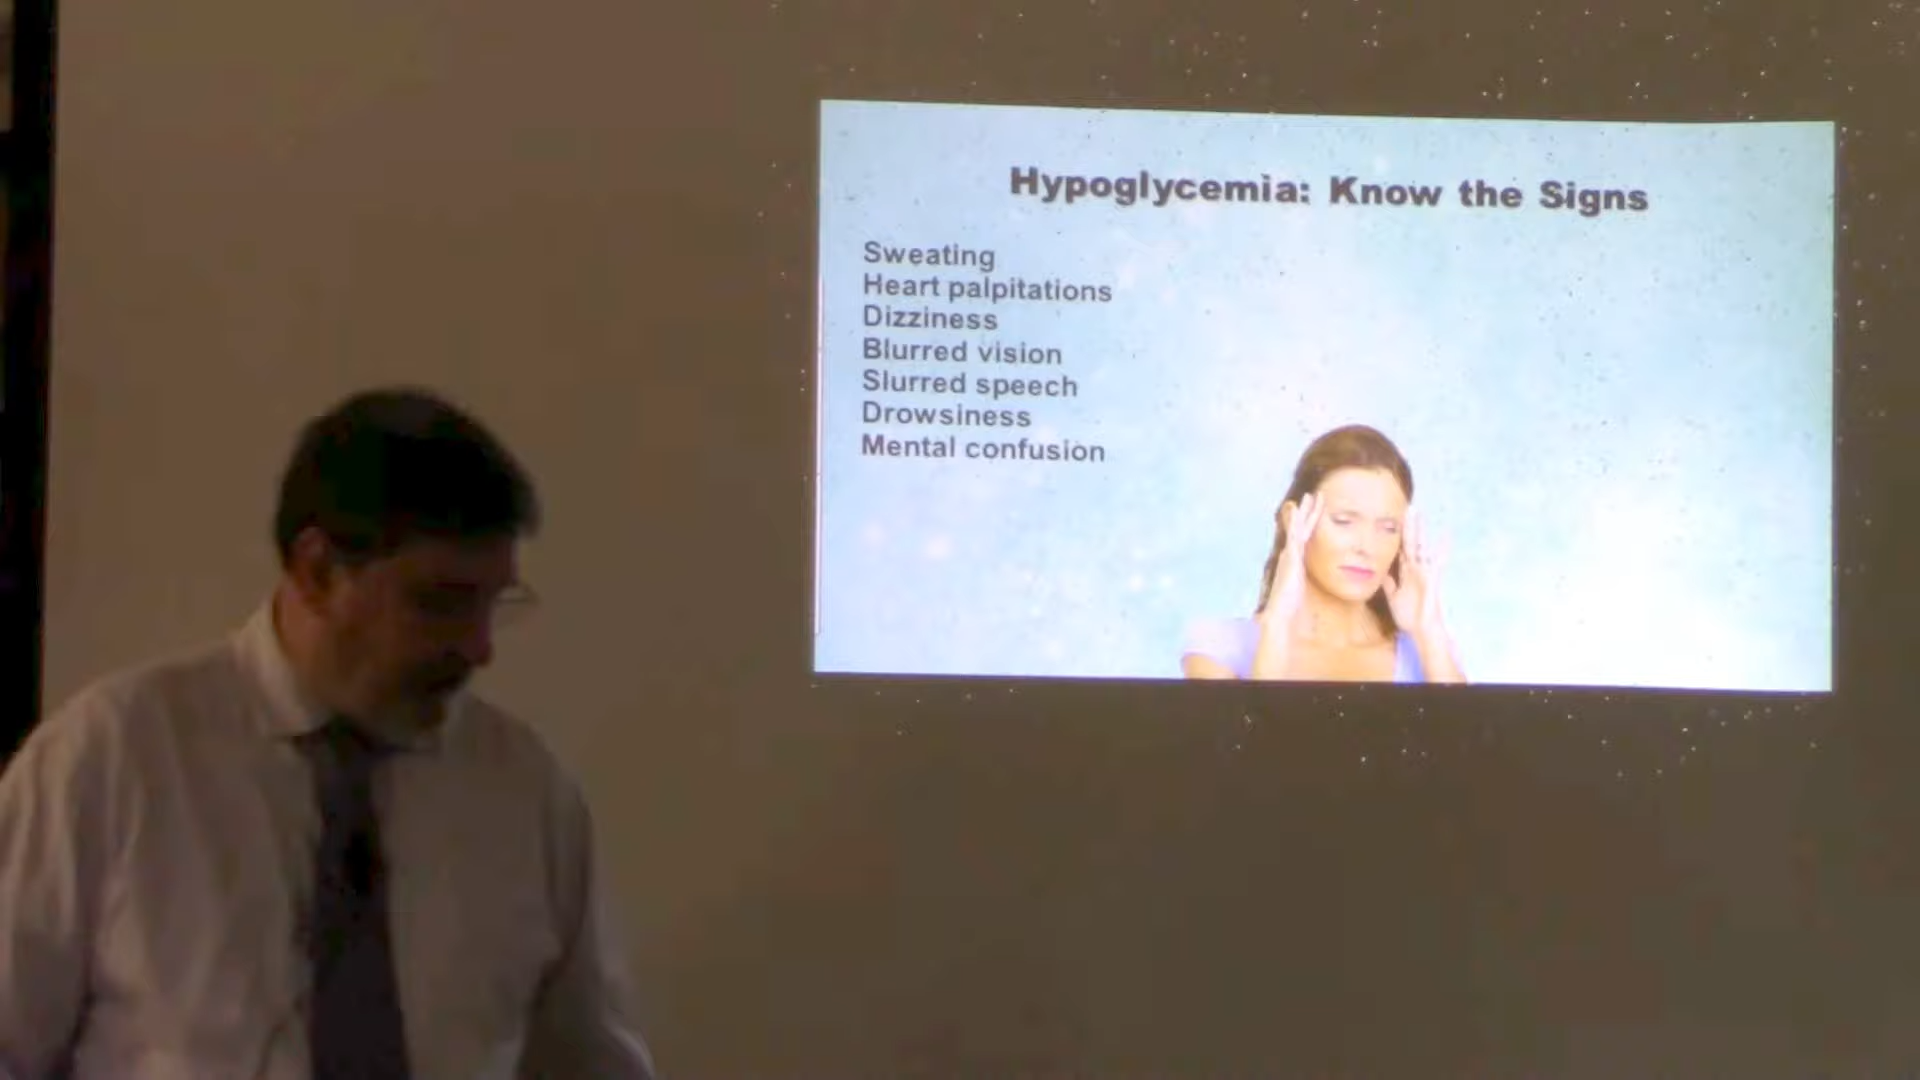 Hypoglycemia: Know the Signs
Sweating
Heart palpitations
Dizziness
Blurred vision
Slurred speech
Drowsiness
Mental confusion